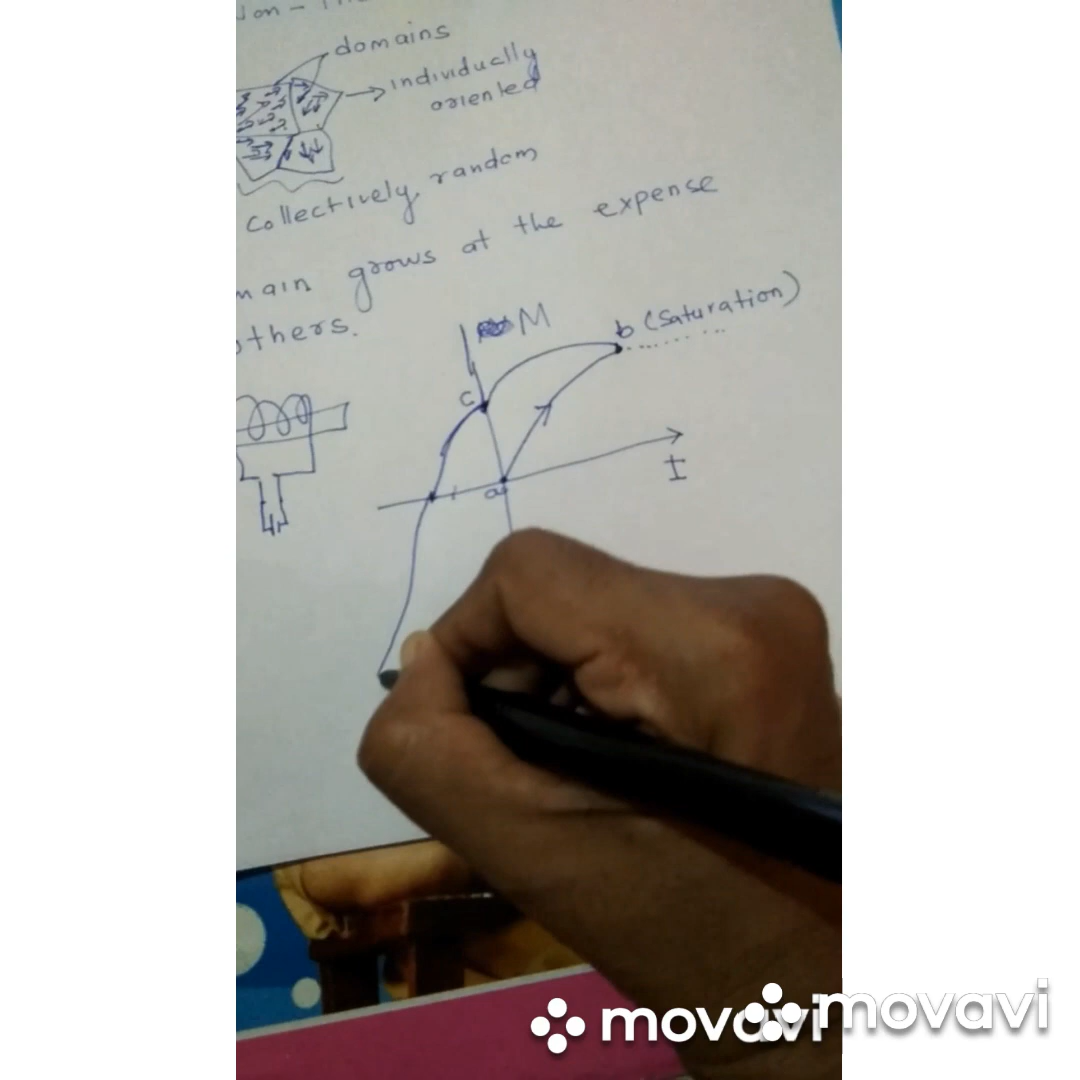 domains
individually
oriented
Collectively random
main grows at the expense
others.
M
b (Saturation)
c
a
I
movavi
movavi